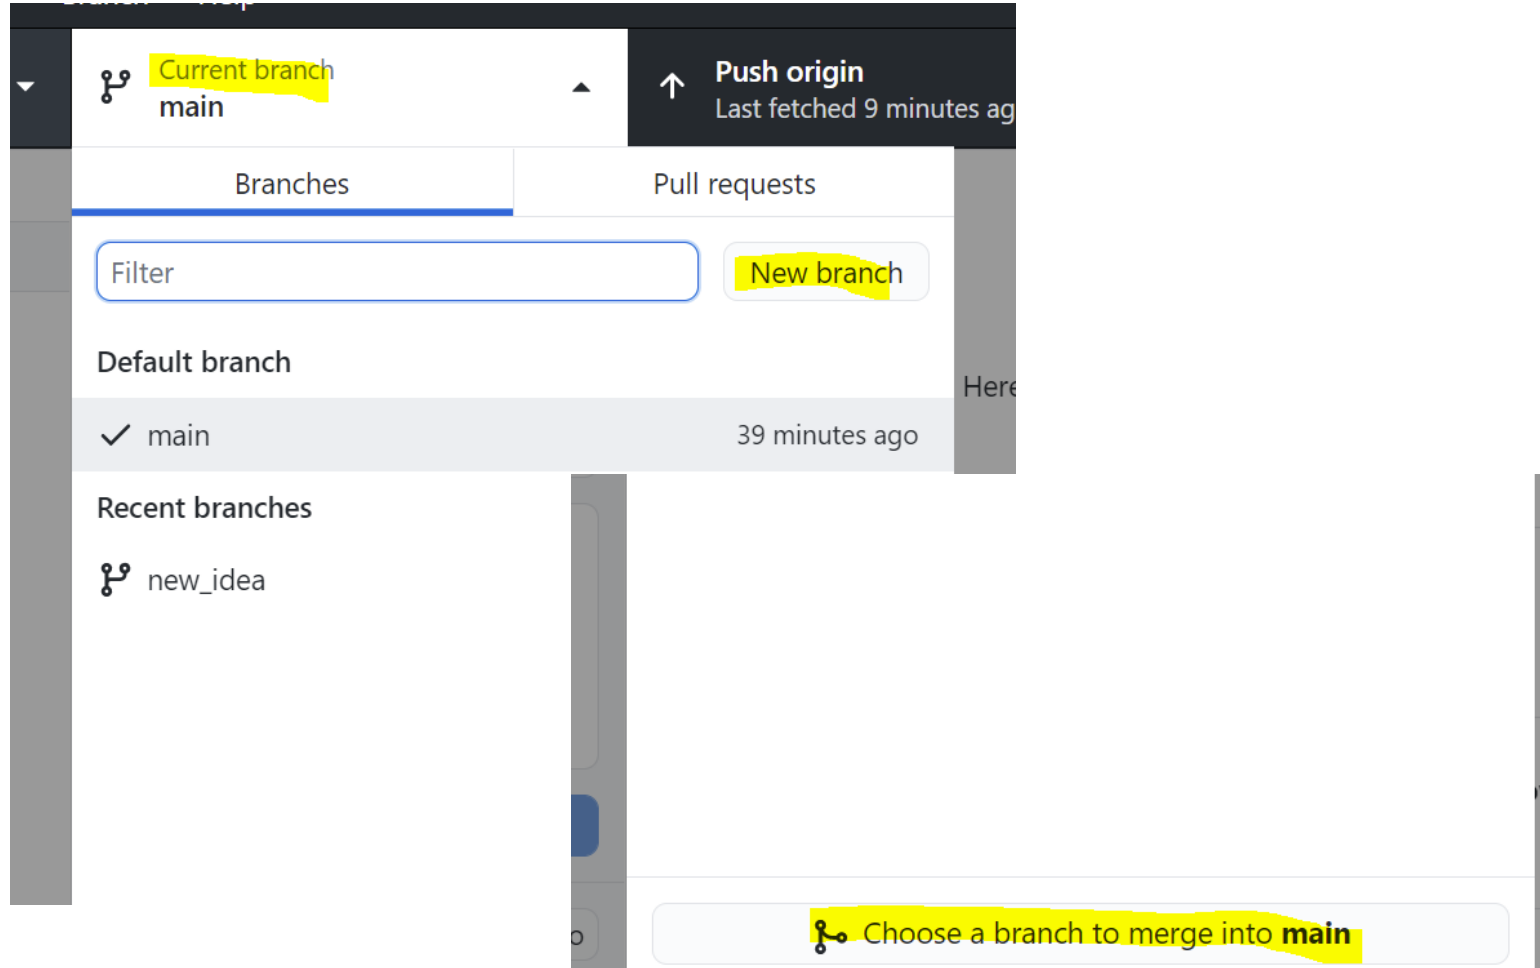 Current branch
main
Push origin
Last fetched 9 minutes ag
Branches
Pull requests
Filter
New branch
Default branch
Here
main
39 minutes ago
Recent branches
new_idea
Choose a branch to merge into main